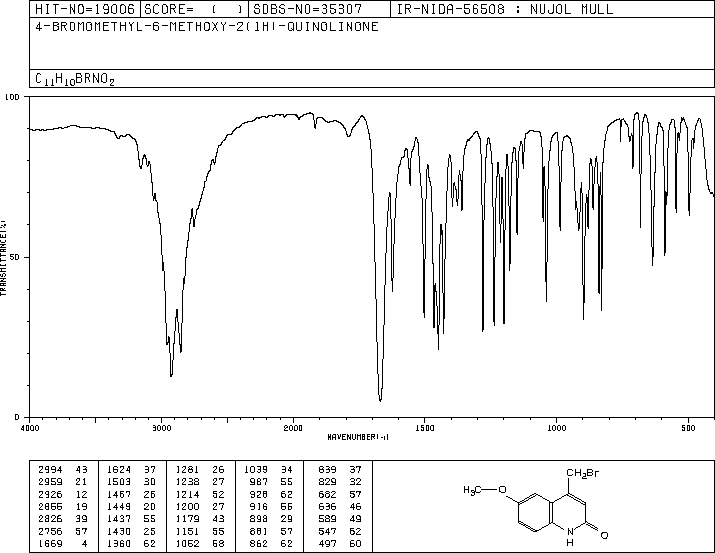 HIT-NO=19006 SCORE= ( ) SDBS-NO=35307 IR-NIDA-56508 : NUJOL MULL
4-BROMOMETHYL-6-METHOXY-2(1H)-QUINOLINONE
C11H10BRNO2
100
50
0
TRANSMITTANCE(%)
4000 3000 2000 1500 1000 500
WAVENUMBER(-1)
2994 43 1624 37 1281 26 1039 34 839 37
2959 21 1503 30 1238 27 987 55 829 32
2926 12 1467 26 1214 52 928 62 682 57
2855 19 1449 20 1200 27 916 55 636 46
2826 39 1437 55 1179 43 898 29 589 49
2756 57 1430 25 1151 55 881 57 547 62
1669 4 1360 62 1052 58 862 62 497 60
CH2Br
H3C
O
N
H
O